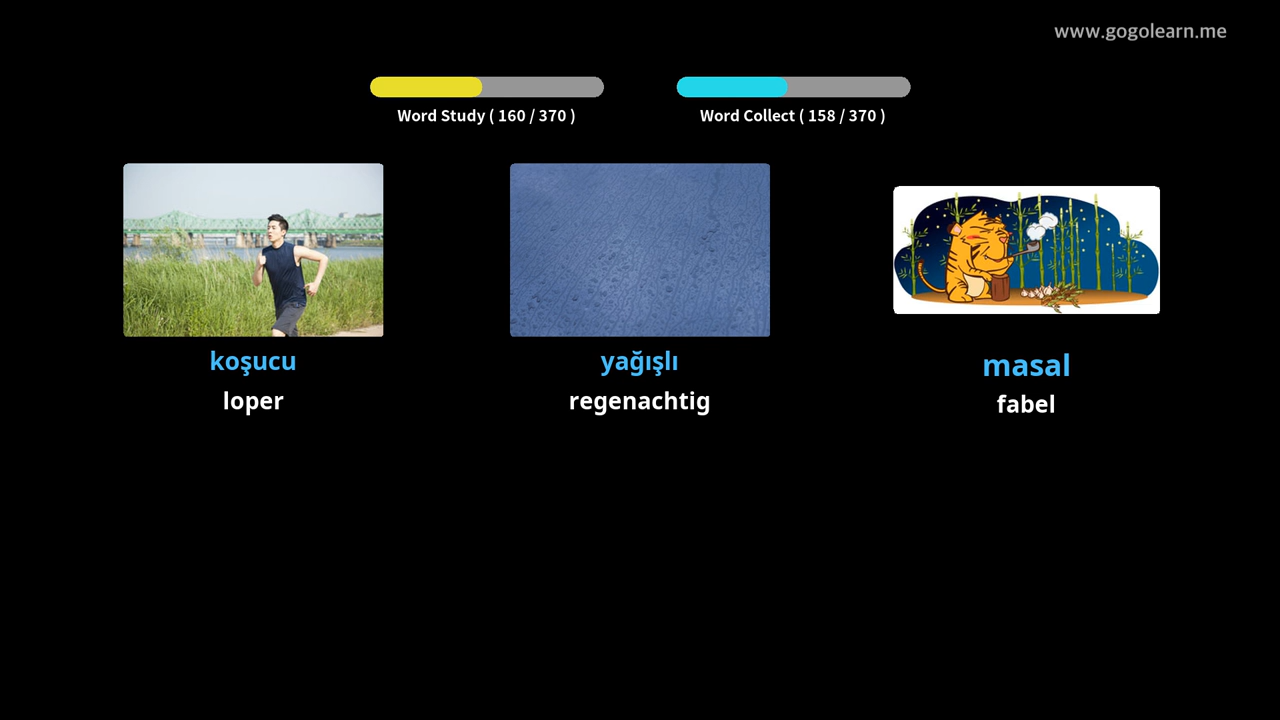 www.gogolearn.me
Word Study ( 160 / 370 )
Word Collect ( 158 / 370 )
koşucu
loper
yağışlı
regenachtig
masal
fabel